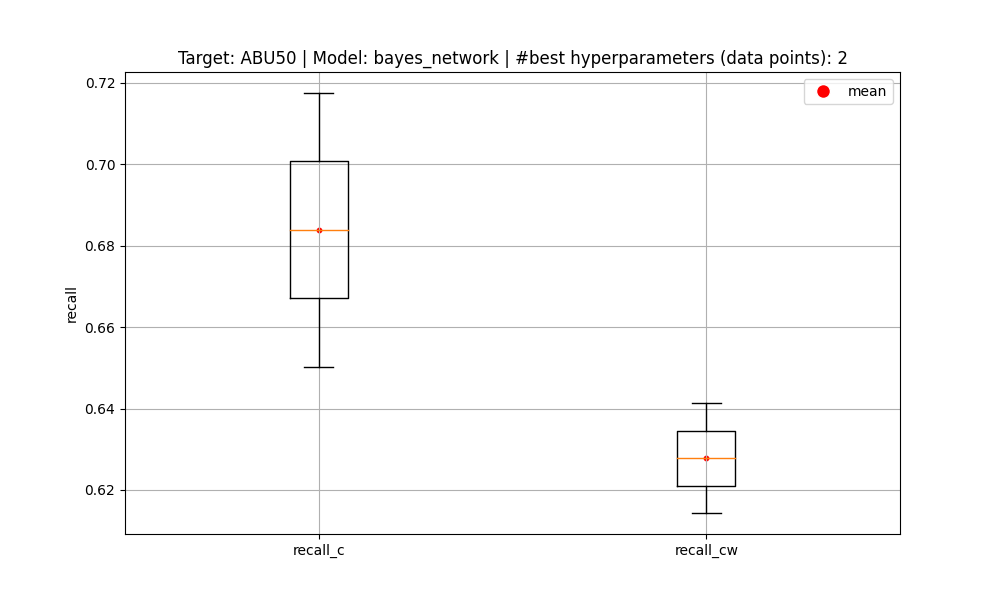 Target: ABU50 | Model: bayes_network | #best hyperparameters (data points): 2
mean
0.72
0.70
0.68
0.66
0.64
0.62
recall
recall_c
recall_cw